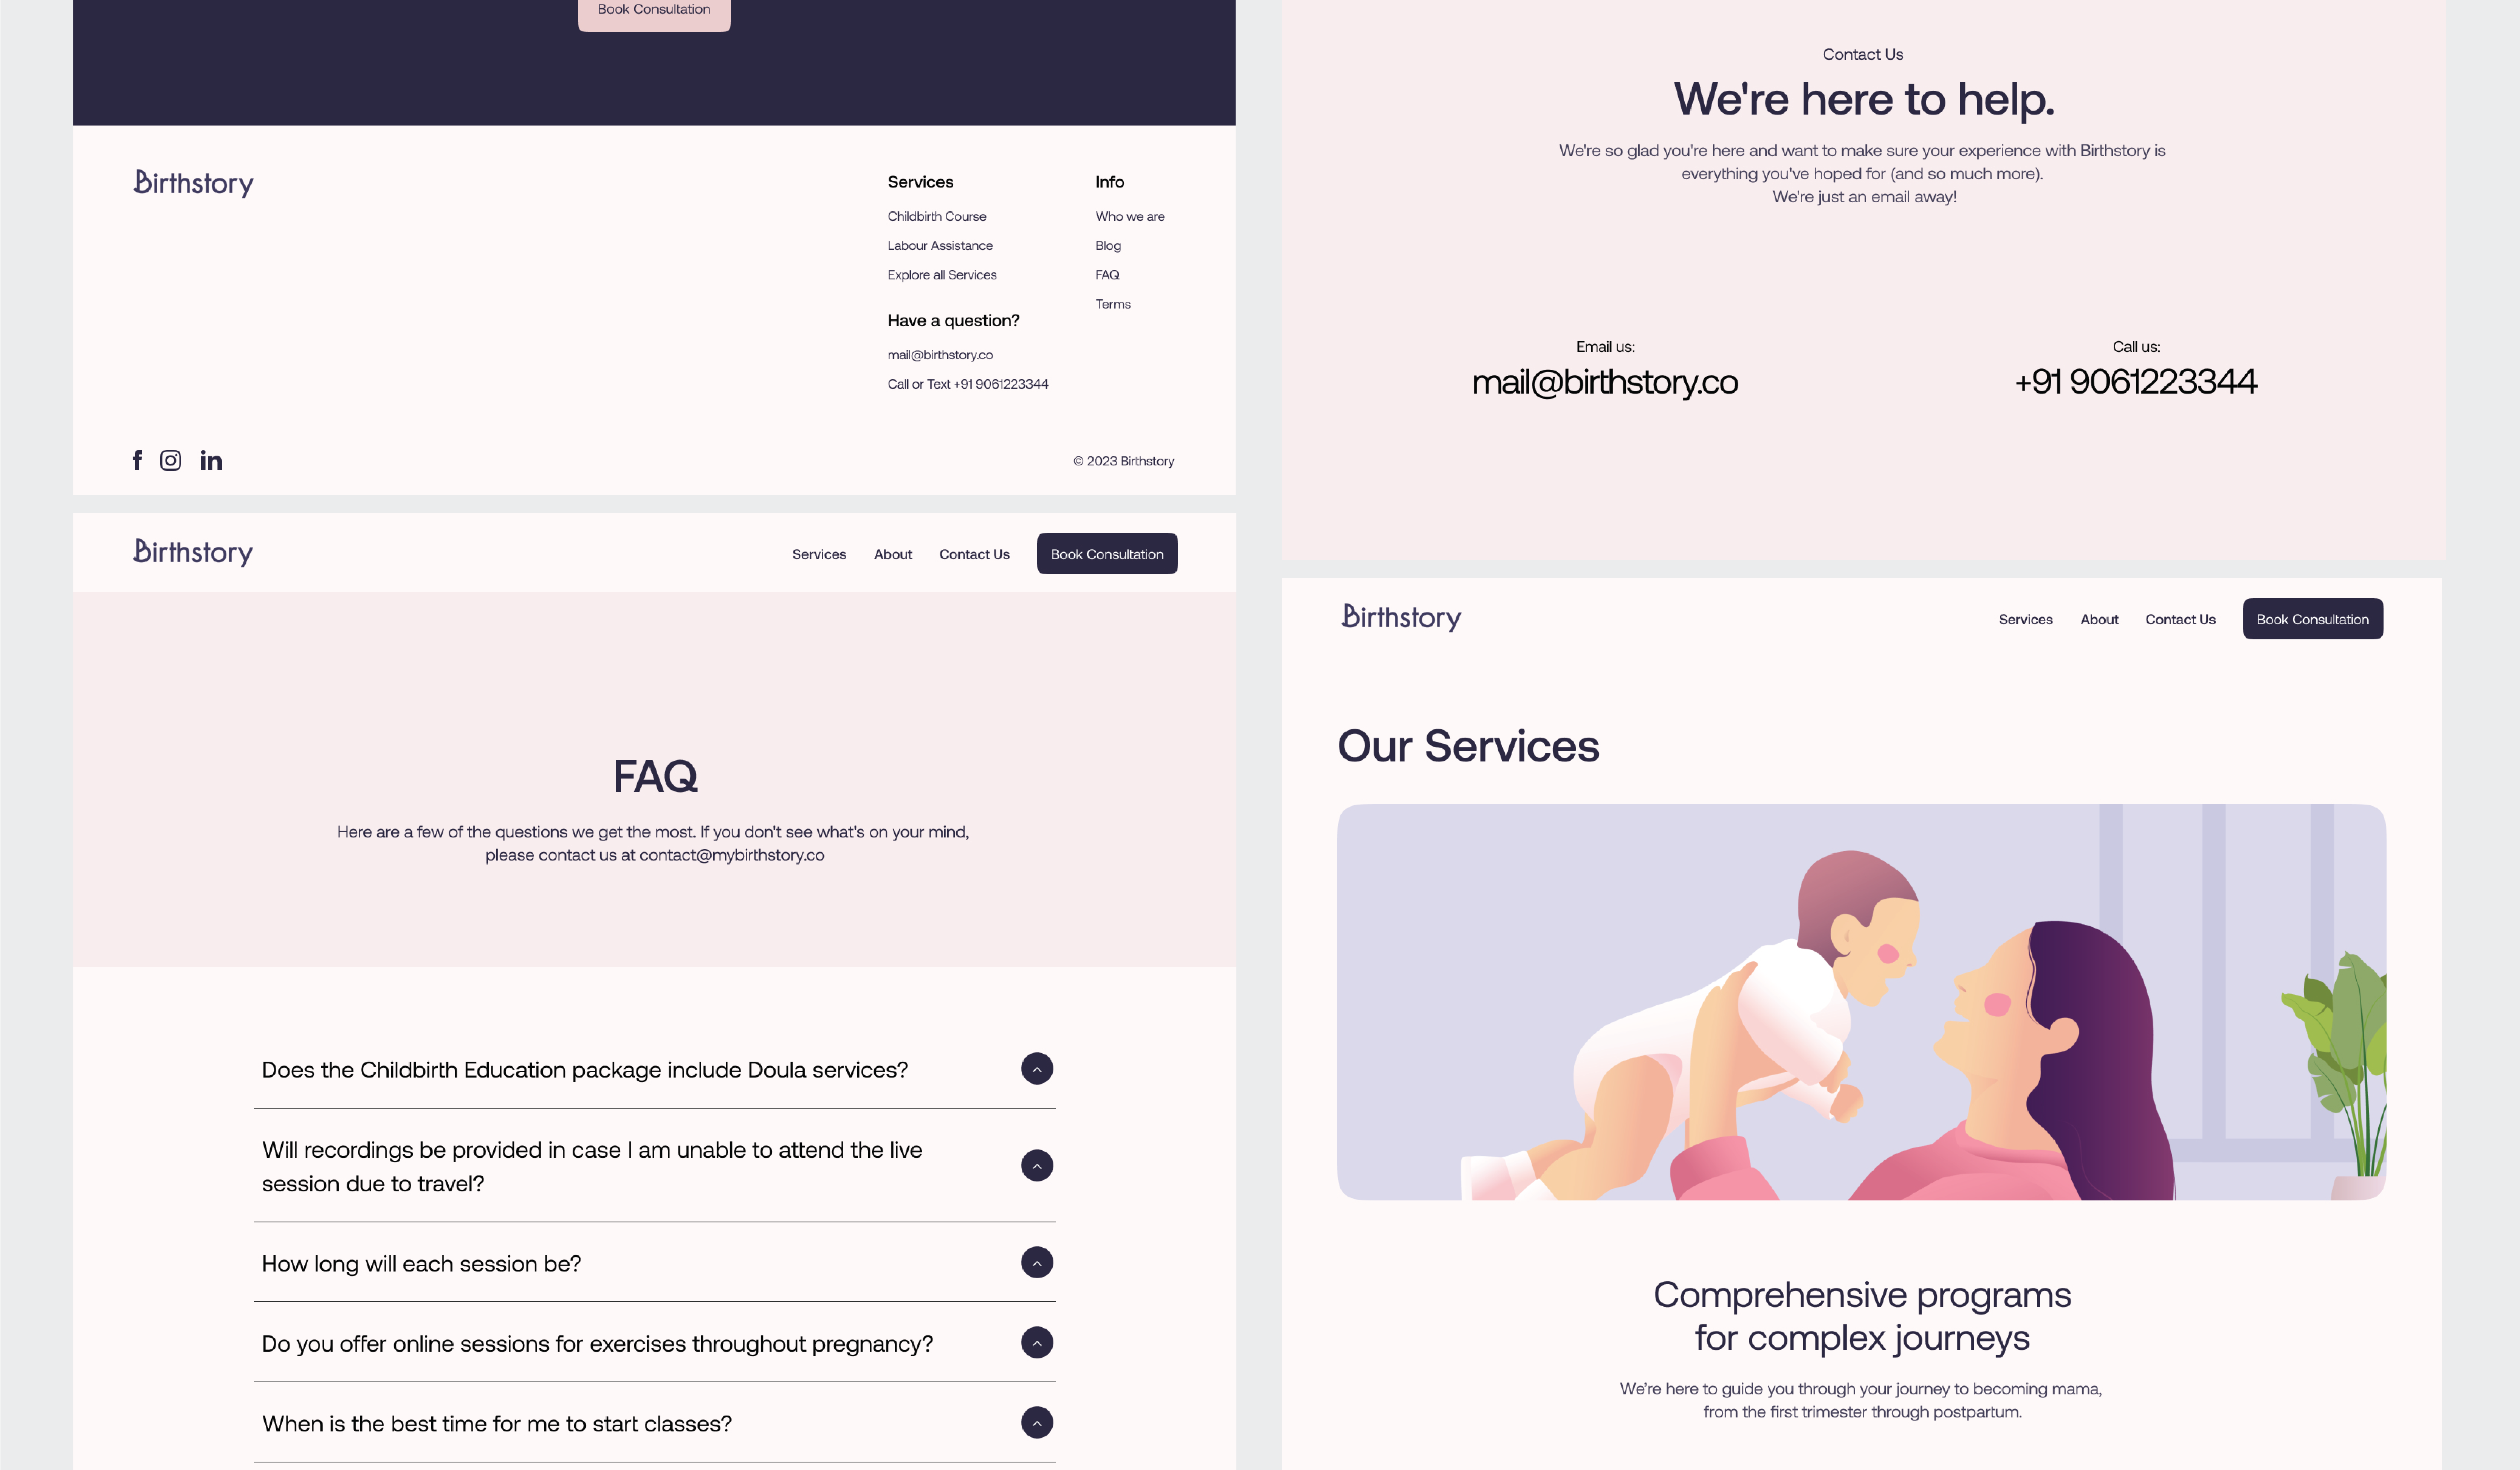 Book Consultation
Birthstory
Services
Childbirth Course
Labour Assistance
Explore all Services
Have a question?
mail@birthstory.co
Call or Text +91 9061223344
Info
Who we are
Blog
FAQ
Terms
f
in
© 2023 Birthstory
Birthstory
Services
About
Contact Us
Book Consultation
FAQ
Here are a few of the questions we get the most. If you don't see what's on your mind,
please contact us at contact@mybirthstory.co
Does the Childbirth Education package include Doula services?
Will recordings be provided in case I am unable to attend the live
session due to travel?
How long will each session be?
Do you offer online sessions for exercises throughout pregnancy?
When is the best time for me to start classes?
Contact Us
We're here to help.
We're so glad you're here and want to make sure your experience with Birthstory is
everything you've hoped for (and so much more).
We're just an email away!
Email us:
mail@birthstory.co
Call us:
+91 9061223344
Birthstory
Services
About
Contact Us
Book Consultation
Our Services
Comprehensive programs
for complex journeys
We’re here to guide you through your journey to becoming mama,
from the first trimester through postpartum.